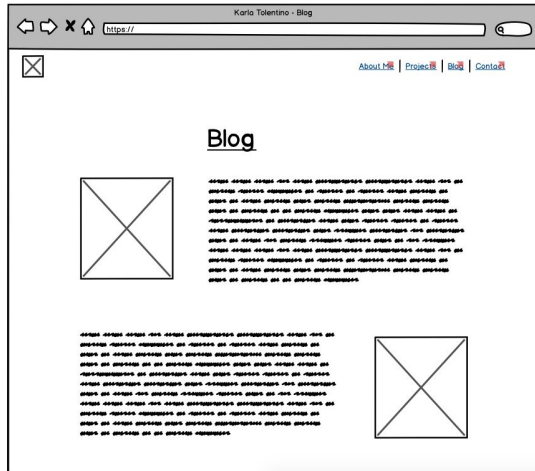 Karla Tolentino - Blog
https://
About Me | Projects | Blog | Contact
Blog